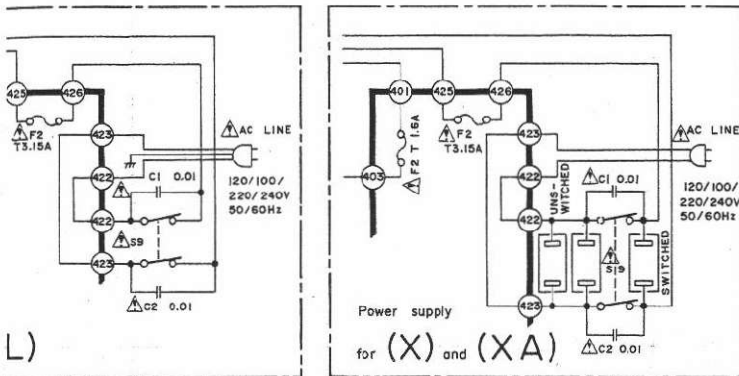 425
426
F2
T3.15A
423
AC LINE
422
C1 0.01
120/100/
220/240V
50/60Hz
422
S9
423
C2 0.01
L)
401
425
426
F2 T 1.6A
F2
T3.15A
403
423
AC LINE
422
UNS-
WITCHED
C1 0.01
120/100/
220/240V
50/60Hz
422
S19
SWITCHED
423
C2 0.01
Power supply
for (X) and (XA)